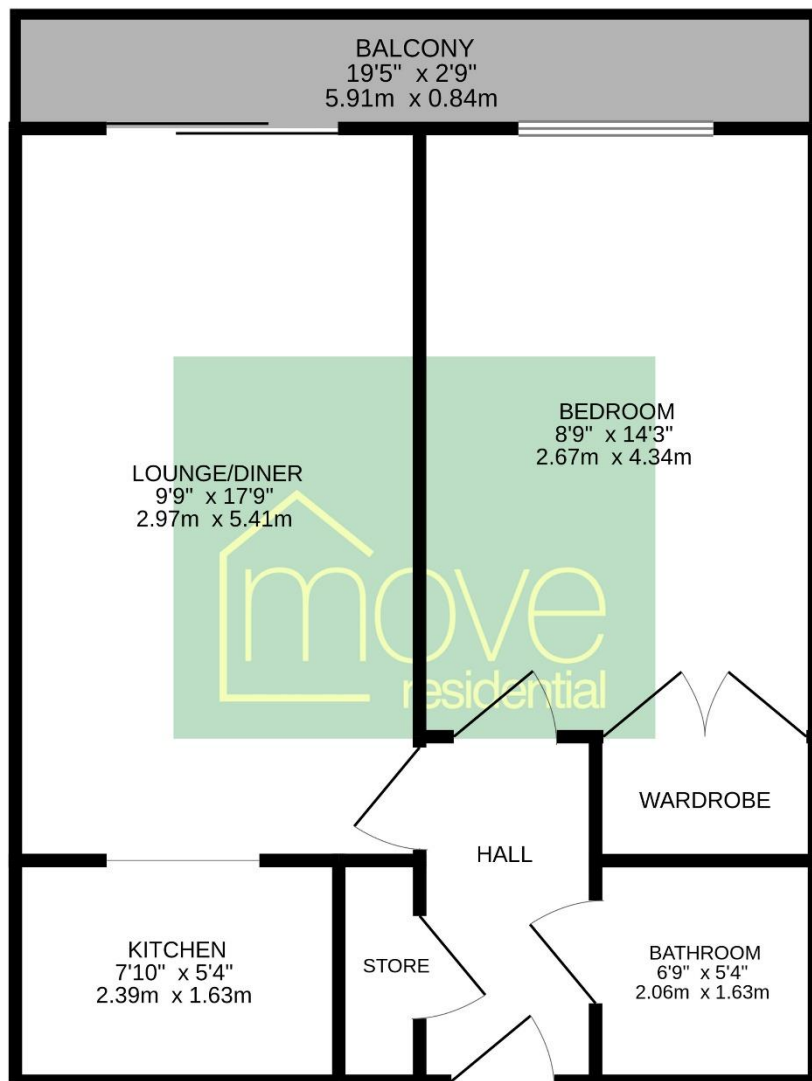 BALCONY
19'5" x 2'9"
5.91m x 0.84m
BEDROOM
8'9" x 14'3"
2.67m x 4.34m
LOUNGE/DINER
9'9" x 17'9"
2.97m x 5.41m
move
residential
WARDROBE
HALL
KITCHEN
7'10" x 5'4"
2.39m x 1.63m
STORE
BATHROOM
6'9" x 5'4"
2.06m x 1.63m